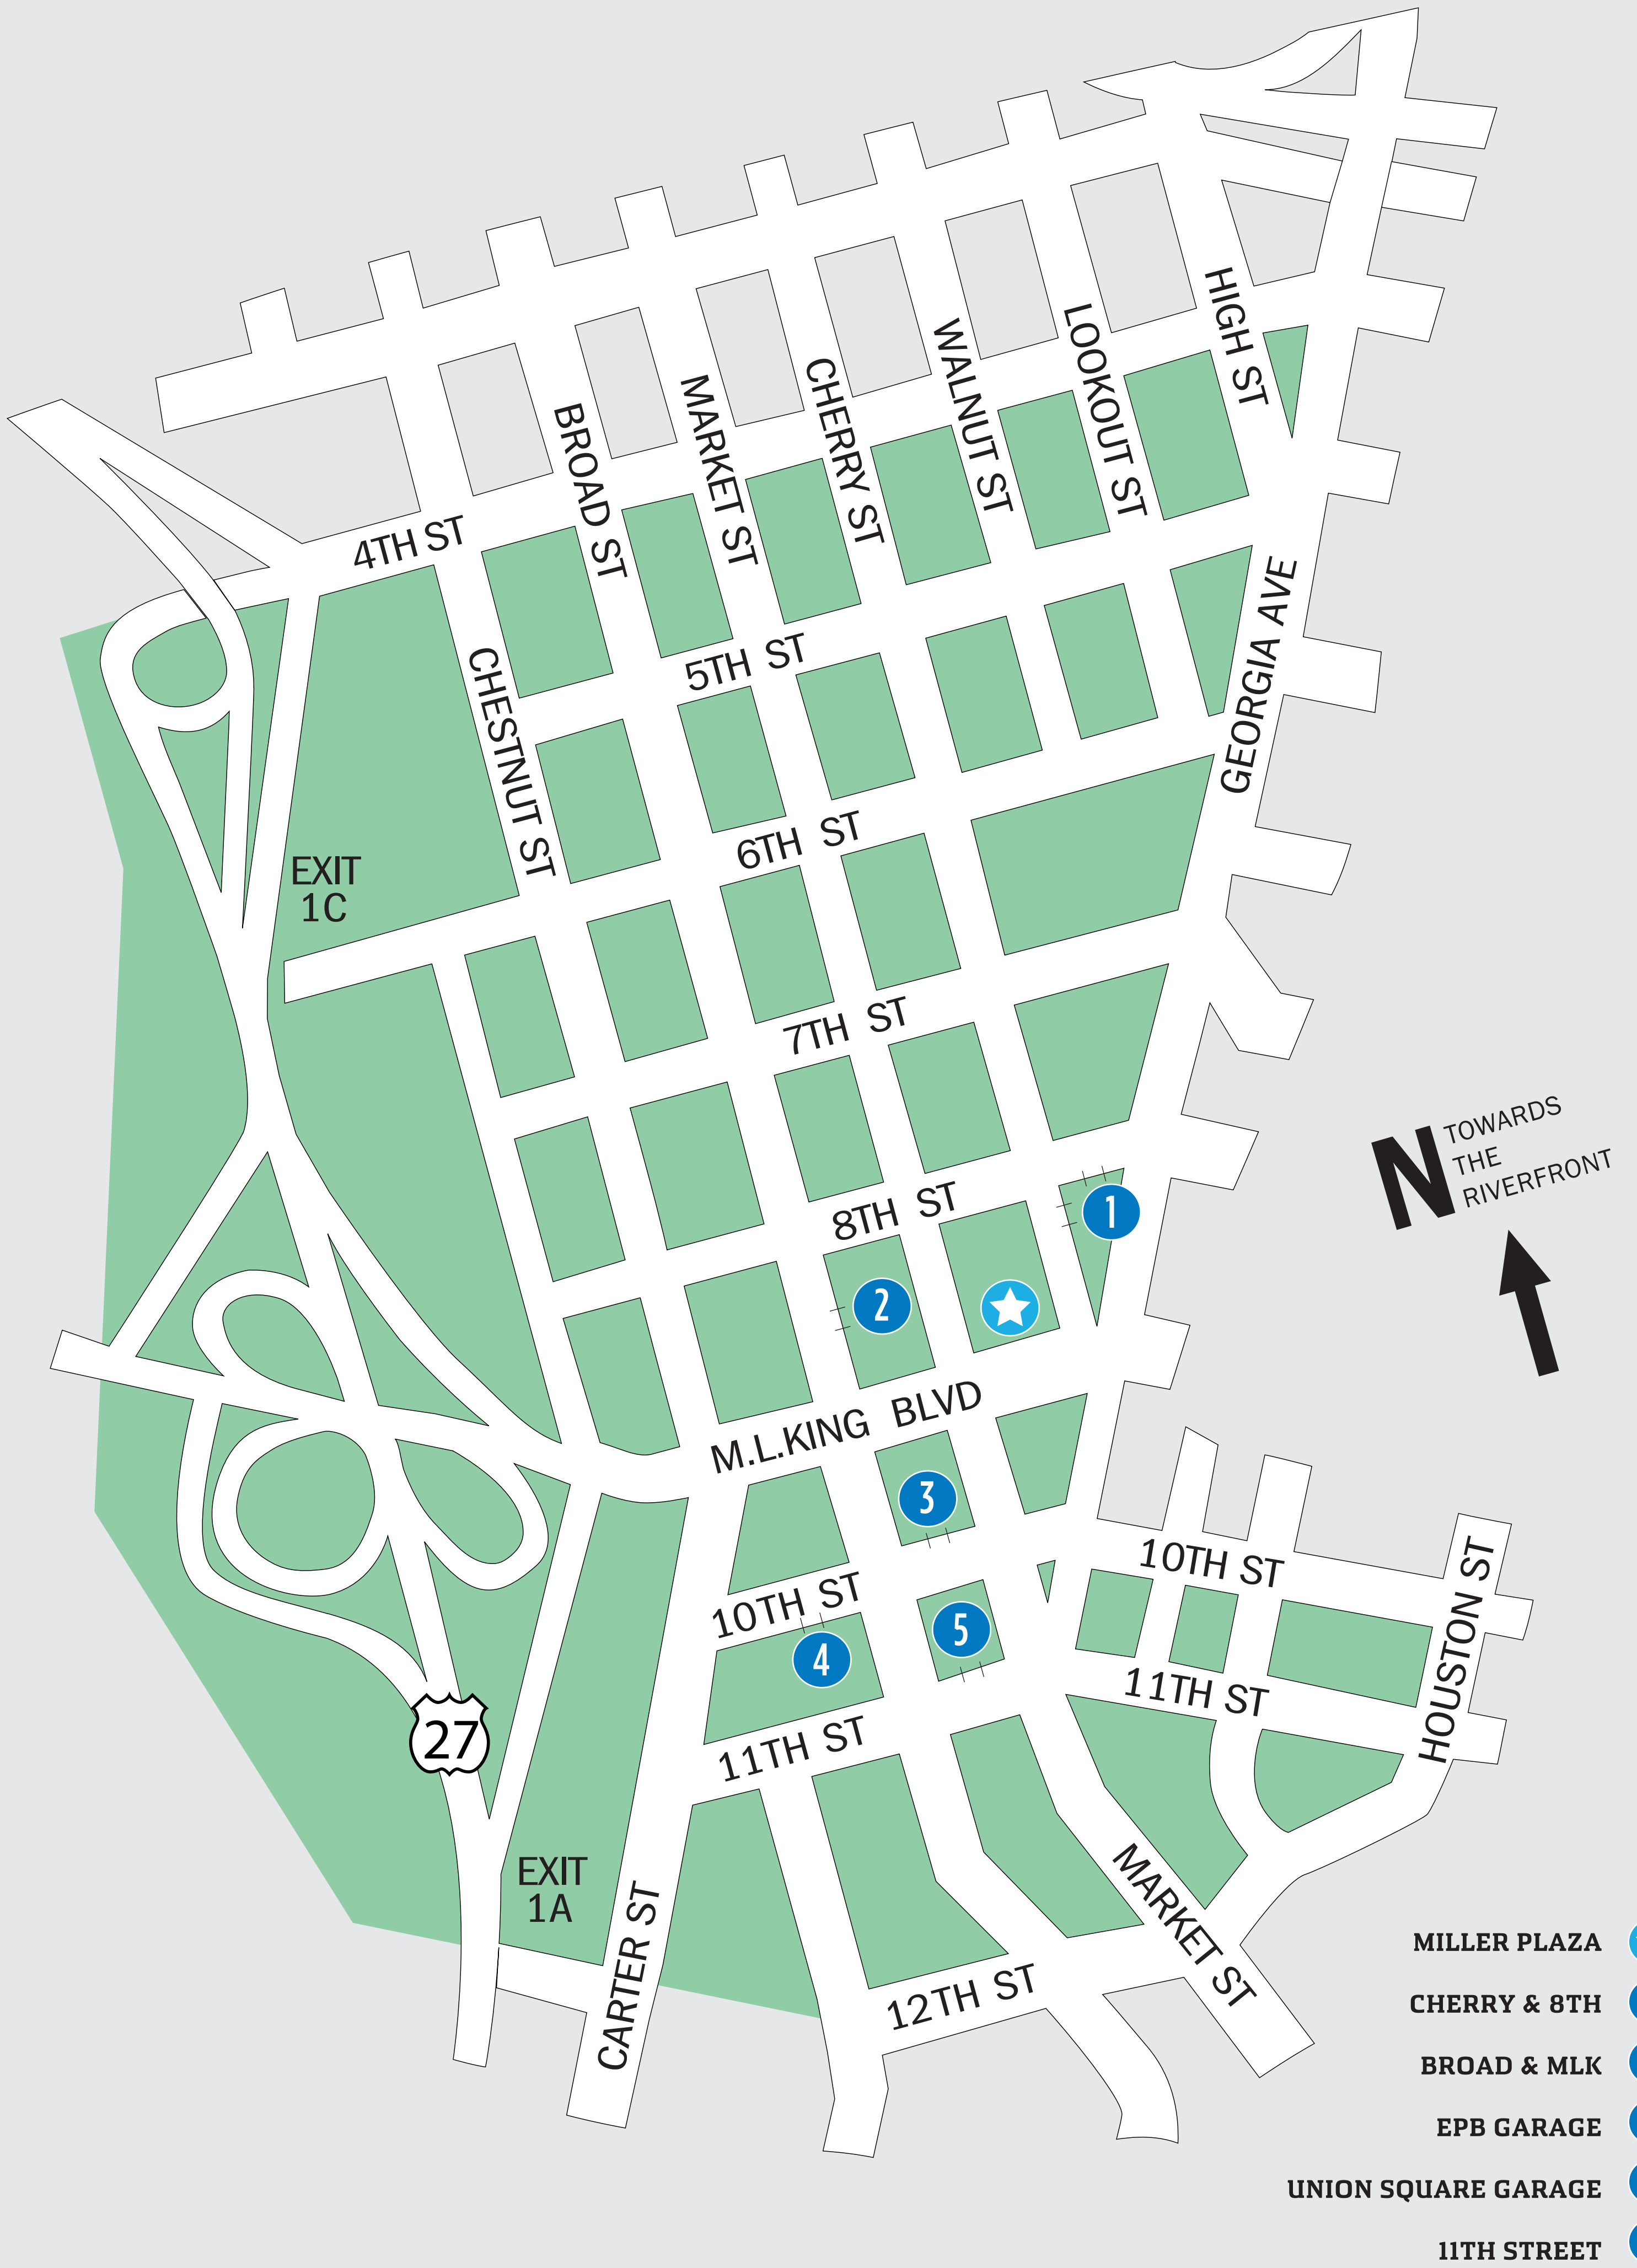 HIGH ST
LOOKOUT ST
WALNUT ST
CHERRY ST
MARKET ST
BROAD ST
4TH ST
5TH ST
GEORGIA AVE
CHESTNUT ST
6TH ST
EXIT
1C
7TH ST
N
TOWARDS
THE
RIVERFRONT
8TH ST
1
2
M.L.KING BLVD
3
10TH ST
10TH ST
HOUSTON ST
5
4
11TH ST
11TH ST
27
EXIT
1A
CARTER ST
MARKET ST
12TH ST
MILLER PLAZA
CHERRY & 8TH
BROAD & MLK
EPB GARAGE
UNION SQUARE GARAGE
11TH STREET